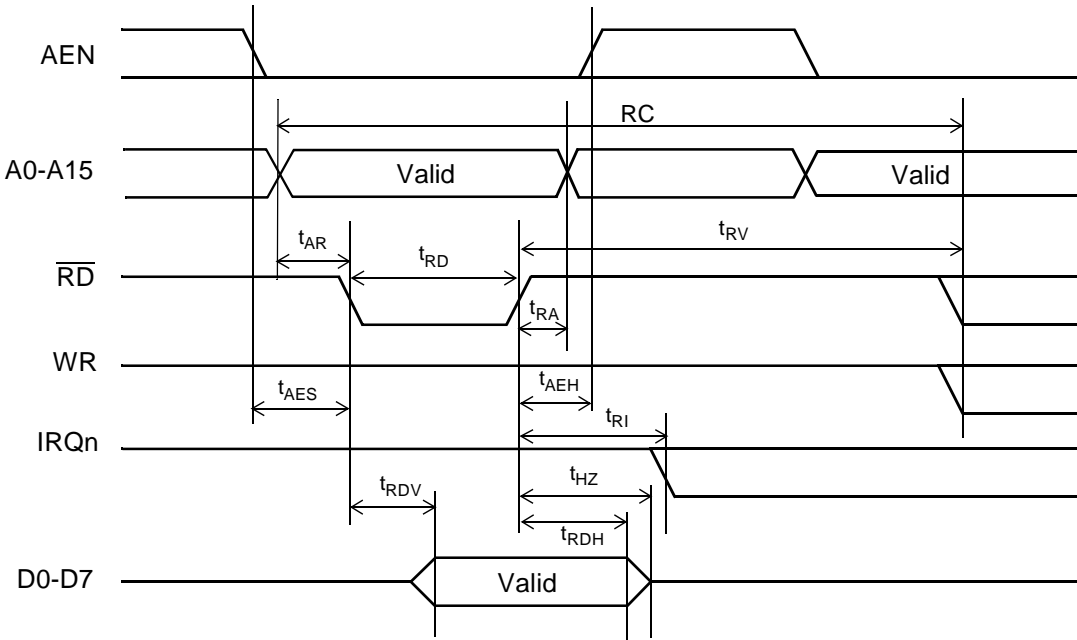 AEN
RC
A0-A15 Valid Valid
tAR tRD tRV
RD
tRA
WR
tAES tAEH
tRI
IRQn
tRDV tHZ
tRDH
D0-D7 Valid